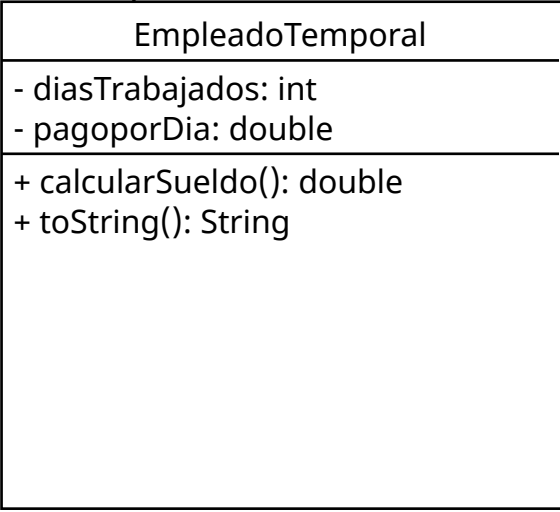 EmpleadoTemporal
- diasTrabajados: int
- pagoporDia: double
+ calcularSueldo(): double
+ toString(): String